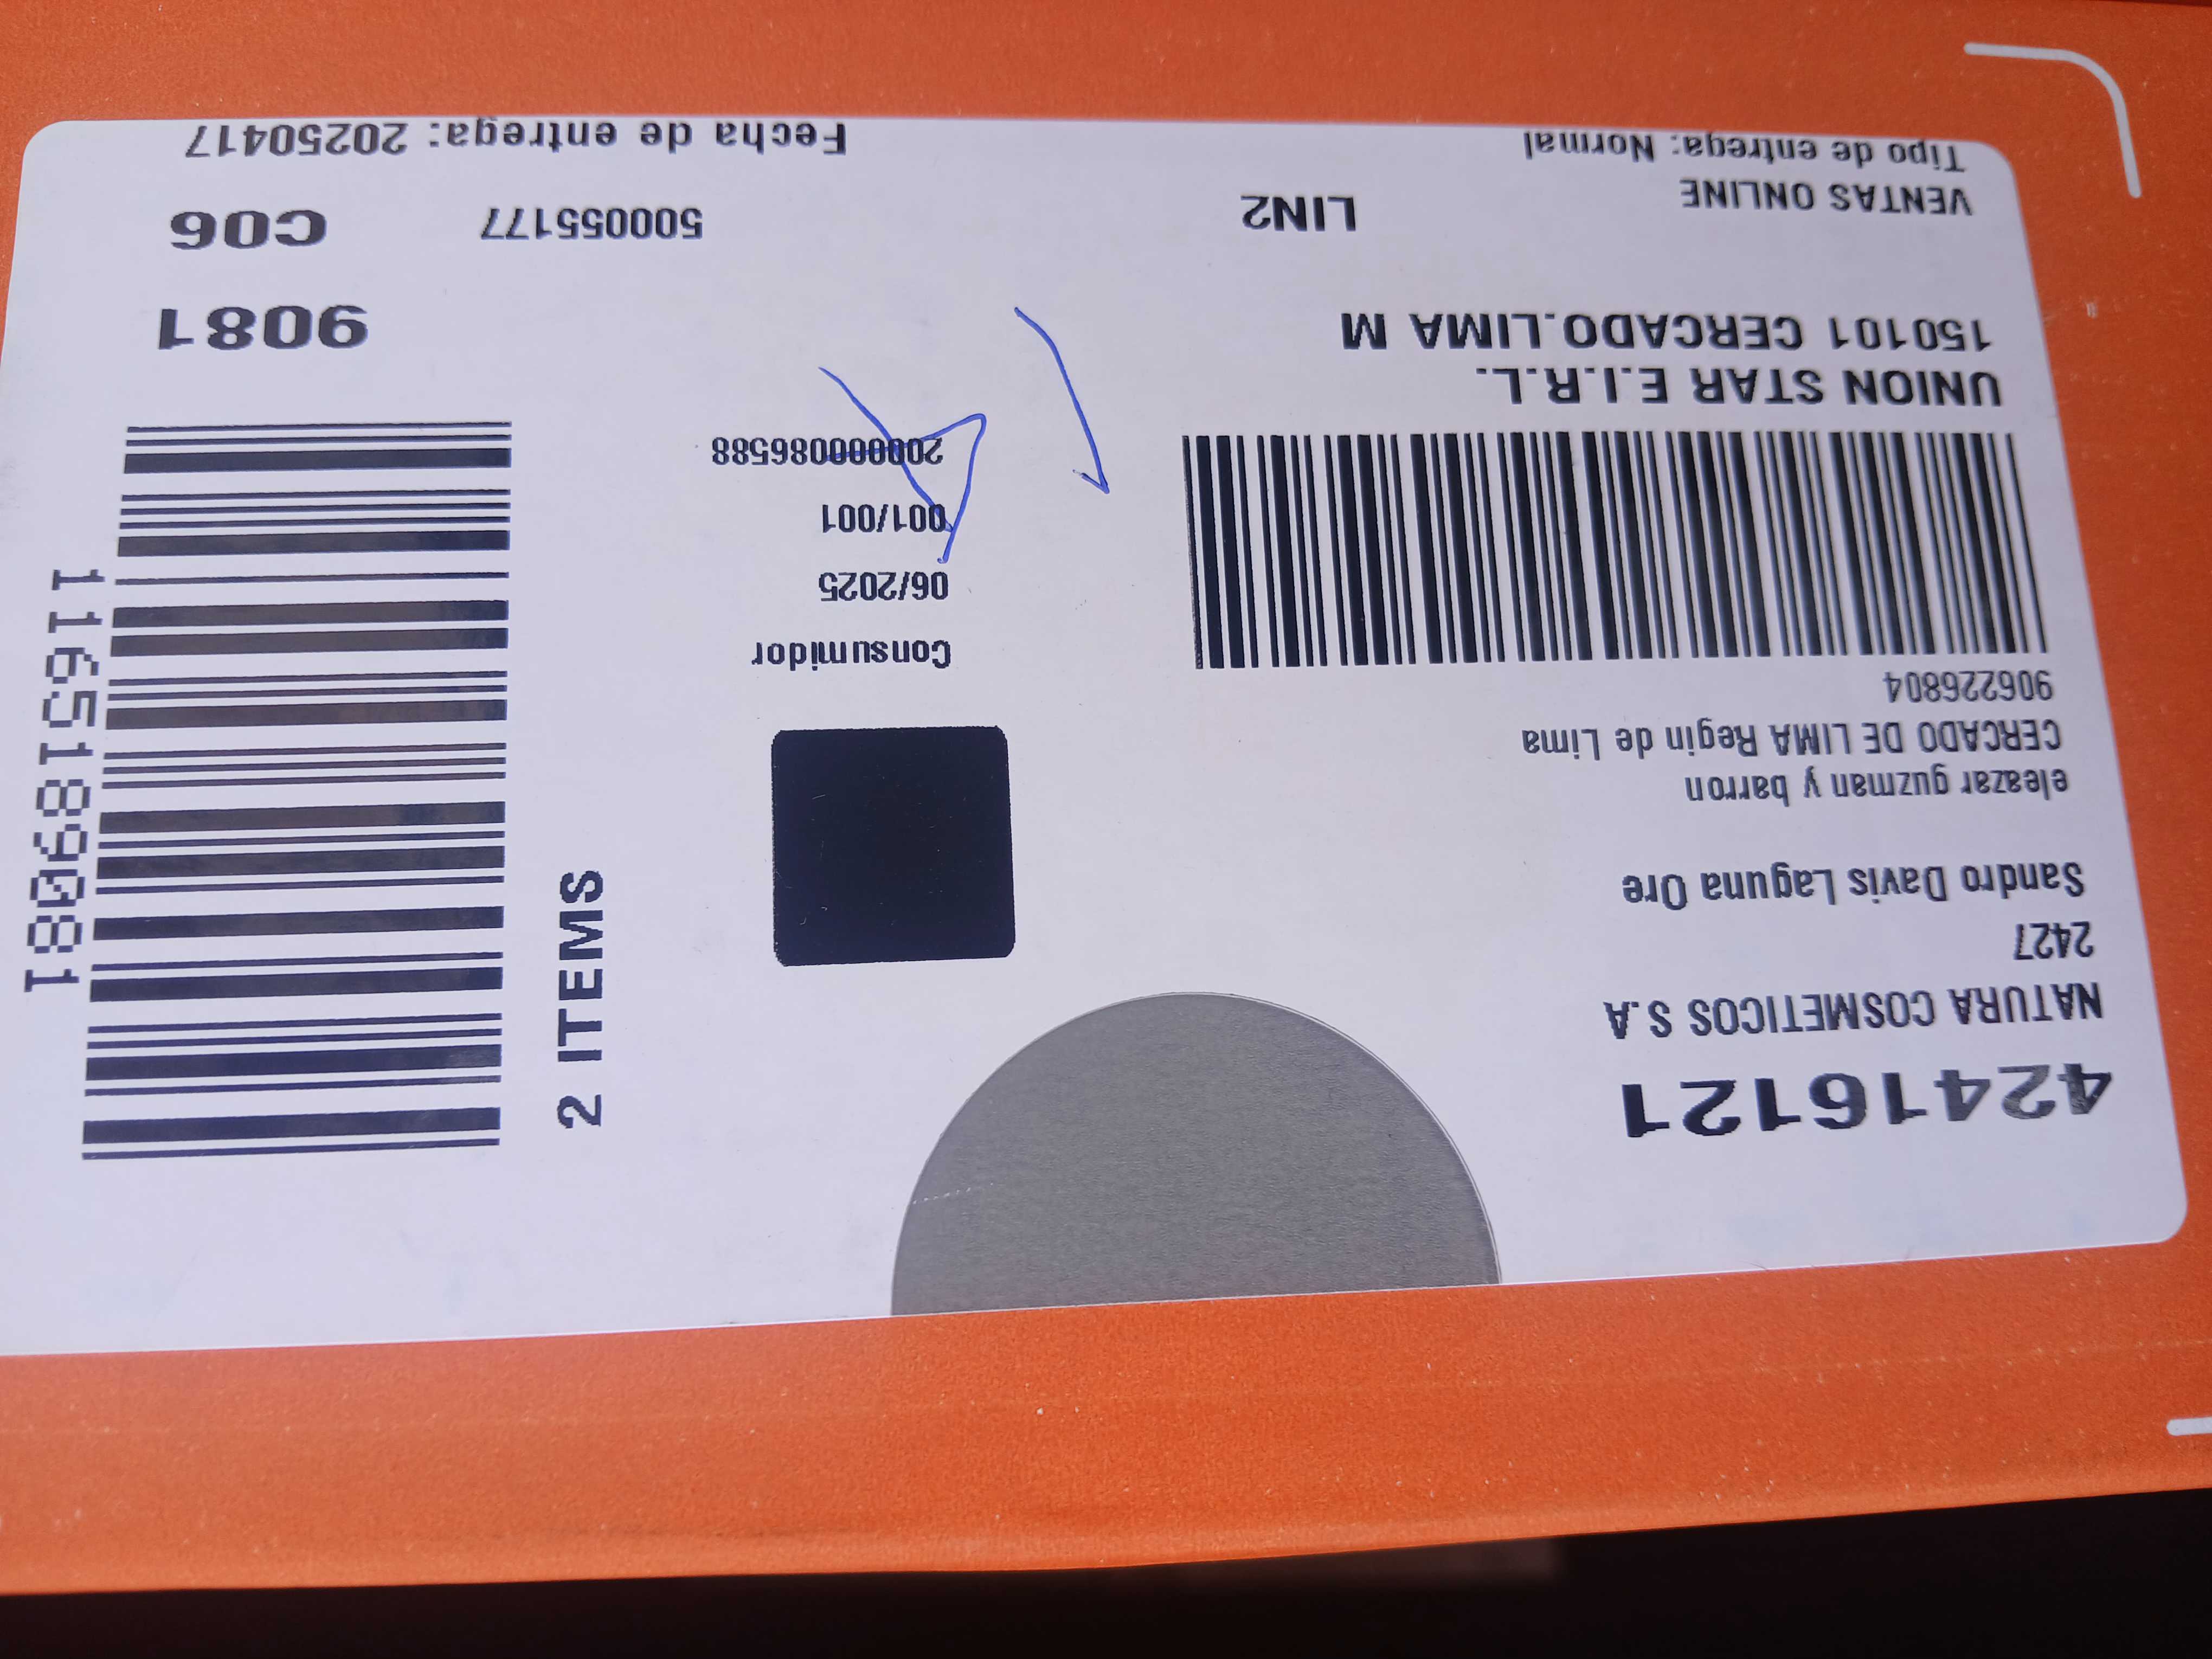 42416121
NATURA COSMETICOS S.A
2427
Sandro Davis Laguna Ore
eleazar guzman y barron
CERCADO DE LIMA Regin de Lima
906226804
UNION STAR E.I.R.L.
150101 CERCADO.LIMA M
VENTAS ONLINE
LIN2
Tipo de entrega: Normal
Consumidor
06/2025
001/001
20000086588
2 ITEMS
11651899081
9081
500055177
C06
Fecha de entrega: 20250417